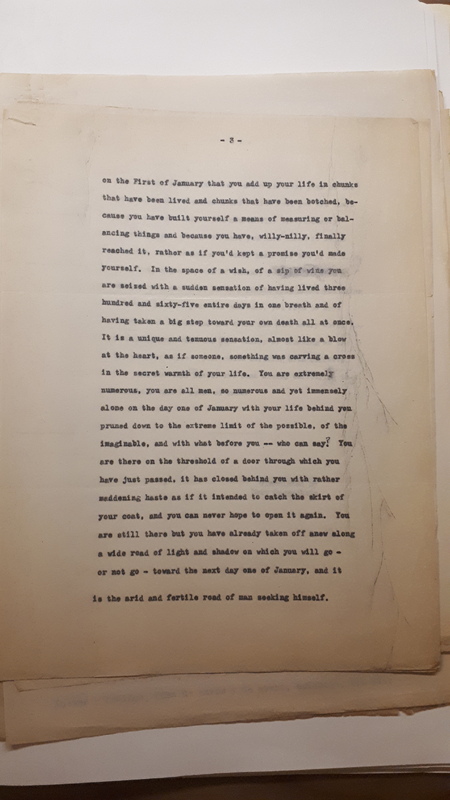 - 3 -
on the First of January that you add up your life in chunks
that have been lived and chunks that have been botched, be-
cause you have built yourself a means of measuring or bal-
ancing things and because you have, willy-nilly, finally
reached it, rather as if you'd kept a promise you'd made
yourself. In the space of a wish, of a sip of wine you
are seized with a sudden sensation of having lived three
hundred and sixty-five entire days in one breath and of
having taken a big step toward your own death all at once.
It is a unique and tenuous sensation, almost like a blow
at the heart, as if someone, something was carving a cross
in the secret warmth of your life. You are extremely
numerous, you are all men, so numerous and yet immensely
alone on the day one of January with your life behind you
pruned down to the extreme limit of the possible, of the
imaginable, and with what before you -- who can say? You
are there on the threshold of a door through which you
have just passed, it has closed behind you with rather
maddening haste as if it intended to catch the skirt of
your coat, and you can never hope to open it again. You
are still there but you have already taken off anew along
a wide road of light and shadow on which you will go -
or not go - toward the next day one of January, and it
is the arid and fertile road of man seeking himself.